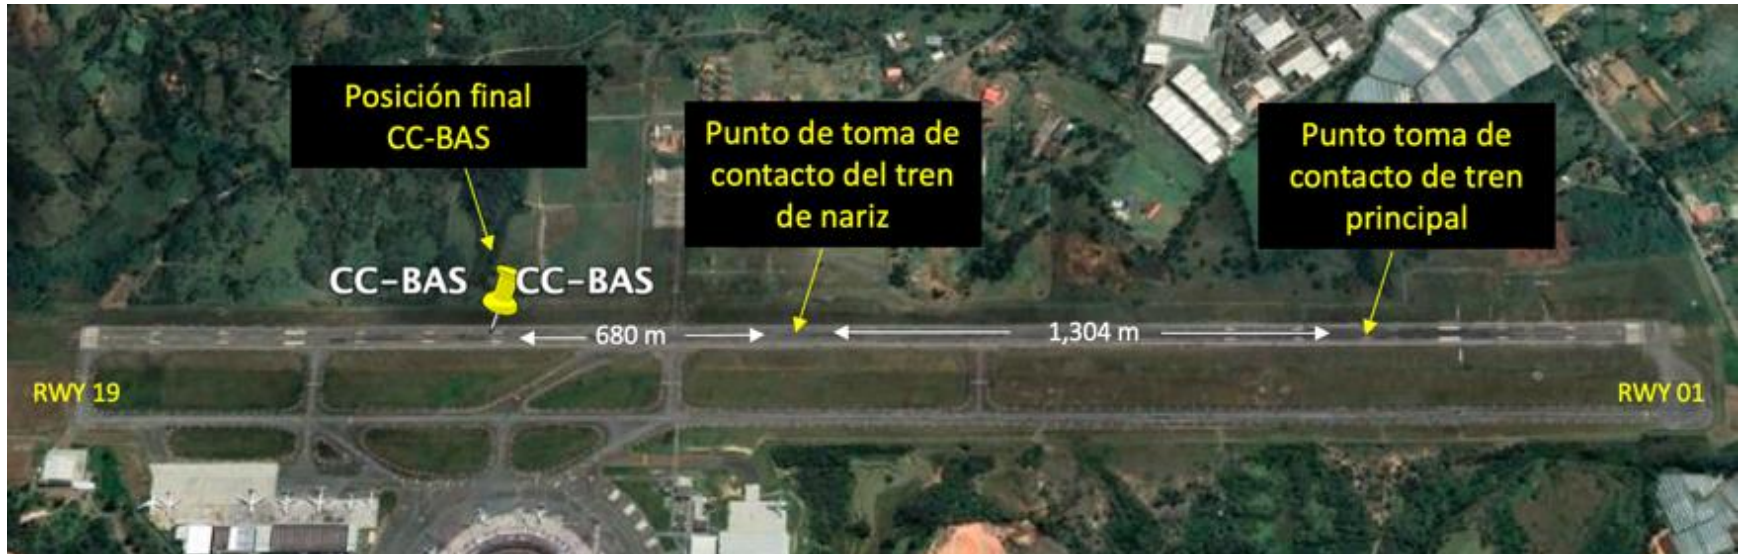 Posición final
CC-BAS
Punto de toma de
contacto del tren
de nariz
Punto toma de
contacto de tren
principal
CC-BAS
CC-BAS
680 m
1,304 m
RWY 19
RWY 01